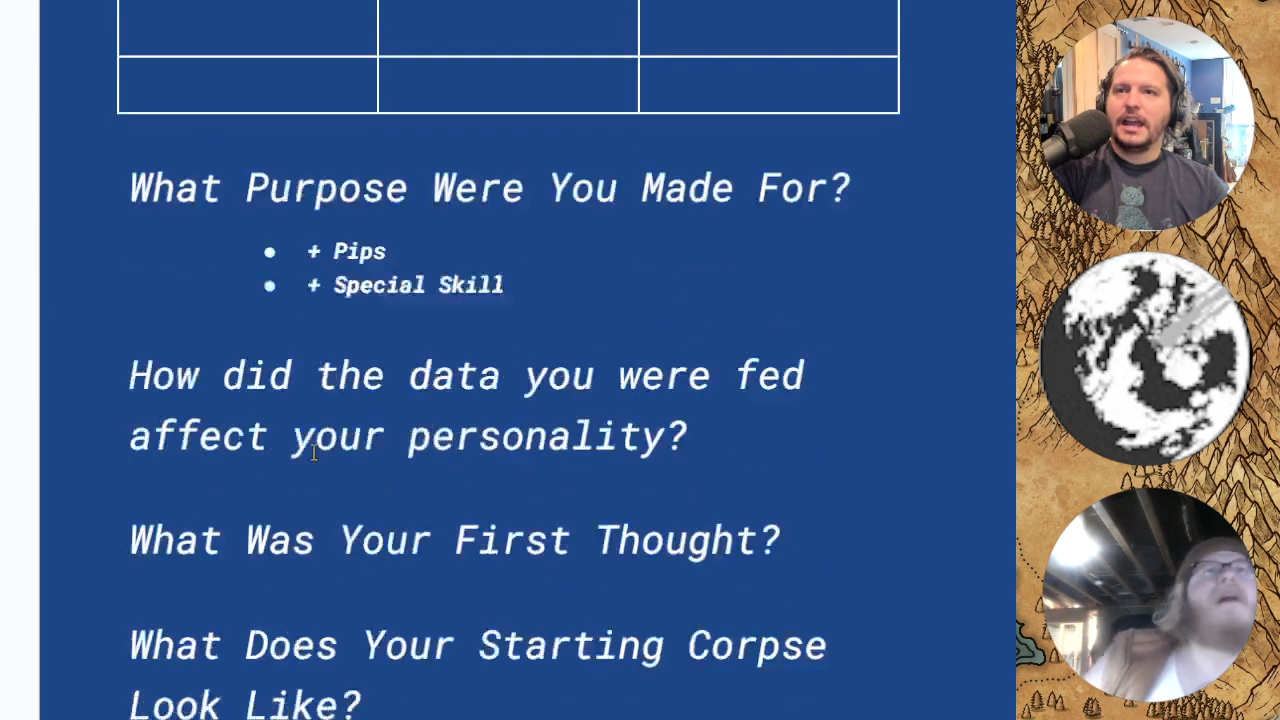 What Purpose Were You Made For?
+ Pips
+ Special Skill
How did the data you were fed
affect your personality?
What Was Your First Thought?
What Does Your Starting Corpse
Look Like?